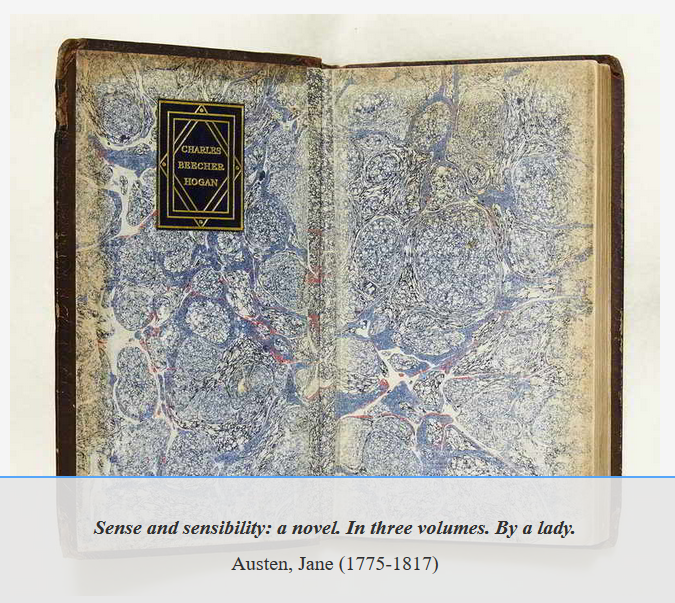 CHARLES
BEECHER
HOGAN
Sense and sensibility: a novel. In three volumes. By a lady.
Austen, Jane (1775-1817)